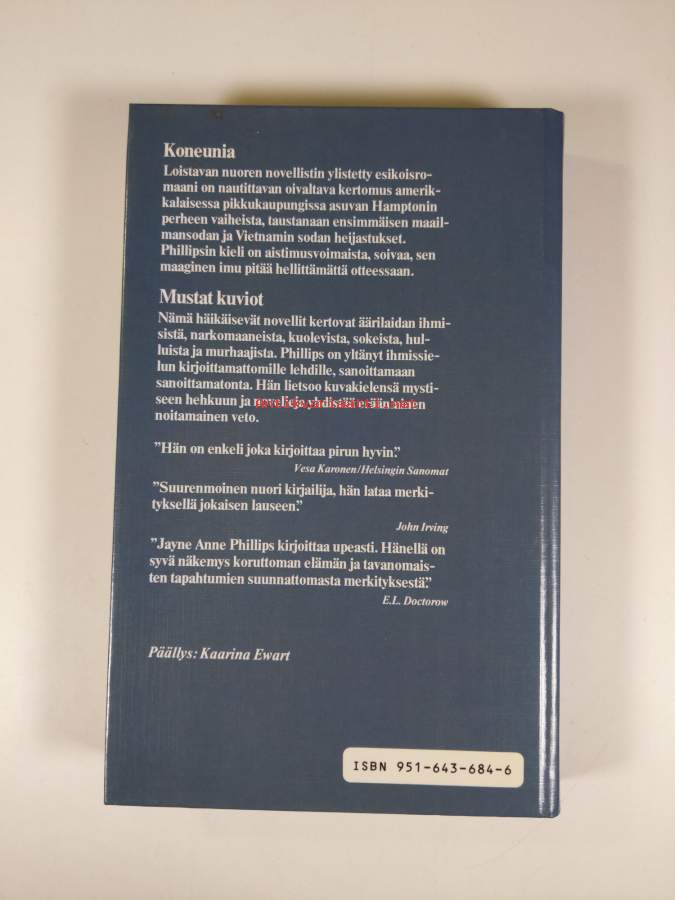 Koneunia
Loistavan nuoren novellistin ylistetty esikoisro-
maani on nautittavan oivaltava kertomus amerik-
kalaisessa pikkukaupungissa asuvan Hamptonin
perheen vaiheista, taustanaan ensimmäisen maail-
mansodan ja Vietnamin sodan heijastukset.
Phillipsin kieli on aistimusvoimaista, soivaa, sen
maaginen imu pitää hellittämättä otteessaan.
Mustat kuviot
Nämä häikäisevät novellit kertovat äärilaidan ihmi-
sistä, narkomaaneista, kuolevista, sokeista, hul-
luista ja murhaajista. Phillips on yltänyt ihmissie-
lun kirjoittamattomille lehdille, sanoittamaan
sanoittamatonta. Hän lietsoo kuvakielensä mysti-
seen hehkuun ja
noitamainen veto.
”Hän on enkeli joka kirjoittaa pirun hyvin.”
Vesa Karonen/Helsingin Sanomat
”Suurenmoinen nuori kirjailija, hän lataa merki-
tyksellä jokaisen lauseen.”
John Irving
”Jayne Anne Phillips kirjoittaa upeasti. Hänellä on
syvä näkemys koruttoman elämän ja tavanomais-
ten tapahtumien suunnattomasta merkityksestä.”
E.L. Doctorow
Päällys: Kaarina Ewart
ISBN 951-643-684-6